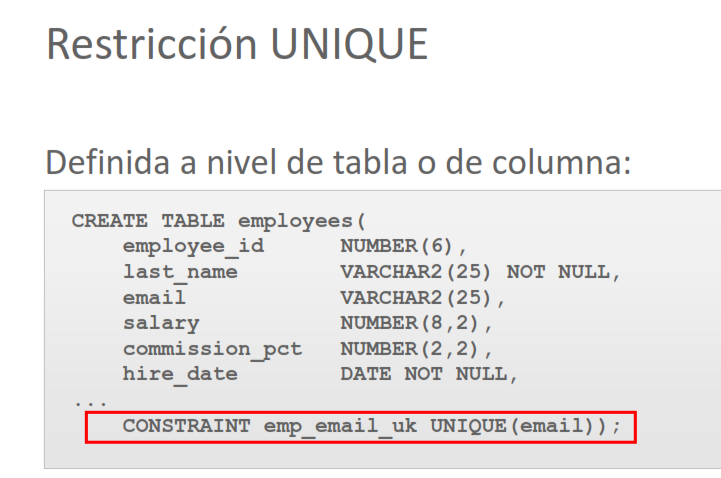 Restricción UNIQUE
Definida a nivel de tabla o de columna:
CREATE TABLE employees(
employee_id NUMBER(6),
last_name VARCHAR2(25) NOT NULL,
email VARCHAR2(25),
salary NUMBER(8,2),
commission_pct NUMBER(2,2),
hire_date DATE NOT NULL,
...
CONSTRAINT emp_email_uk UNIQUE(email));